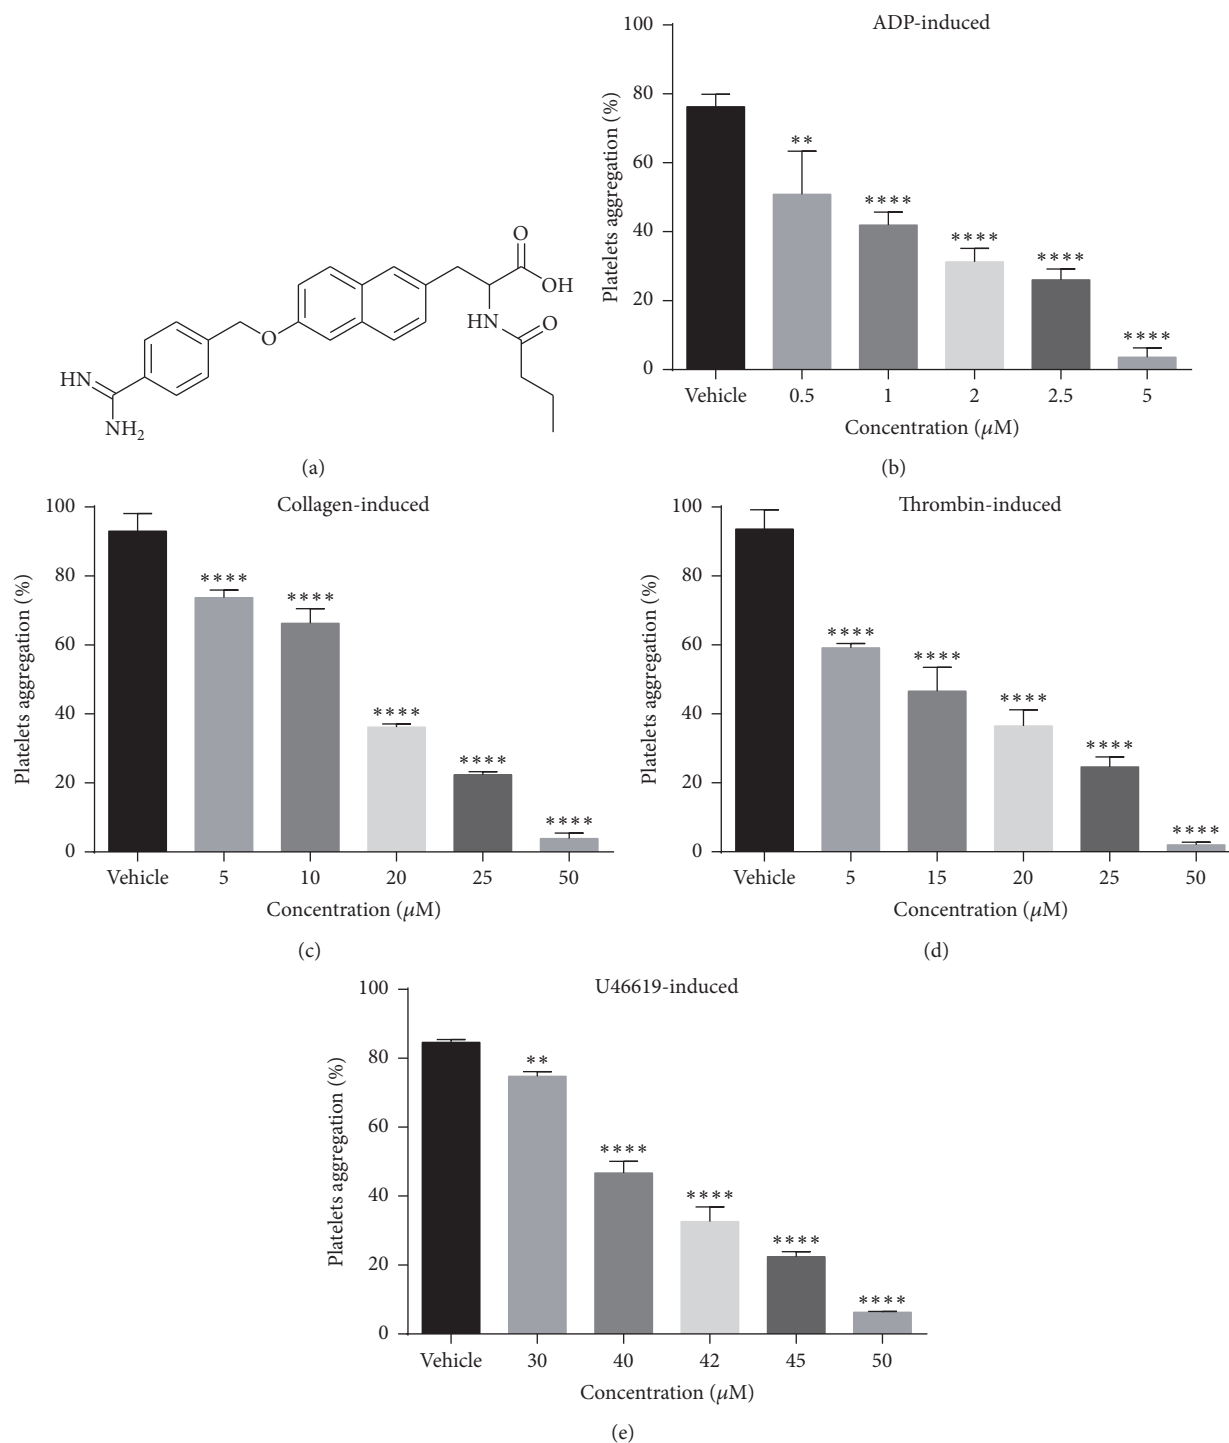 O
OH
HN
O
O
HN
NH2
(a)
ADP-induced
Platelets aggregation (%)
100
80
60
40
20
0
**
****
****
****
****
Vehicle 0.5 1 2 2.5 5
Concentration (μM)
(b)
Collagen-induced
Platelets aggregation (%)
100
80
60
40
20
0
****
****
****
****
****
Vehicle 5 10 20 25 50
Concentration (μM)
(c)
Thrombin-induced
Platelets aggregation (%)
100
80
60
40
20
0
****
****
****
****
****
Vehicle 5 15 20 25 50
Concentration (μM)
(d)
U46619-induced
Platelets aggregation (%)
100
80
60
40
20
0
**
****
****
****
****
Vehicle 30 40 42 45 50
Concentration (μM)
(e)